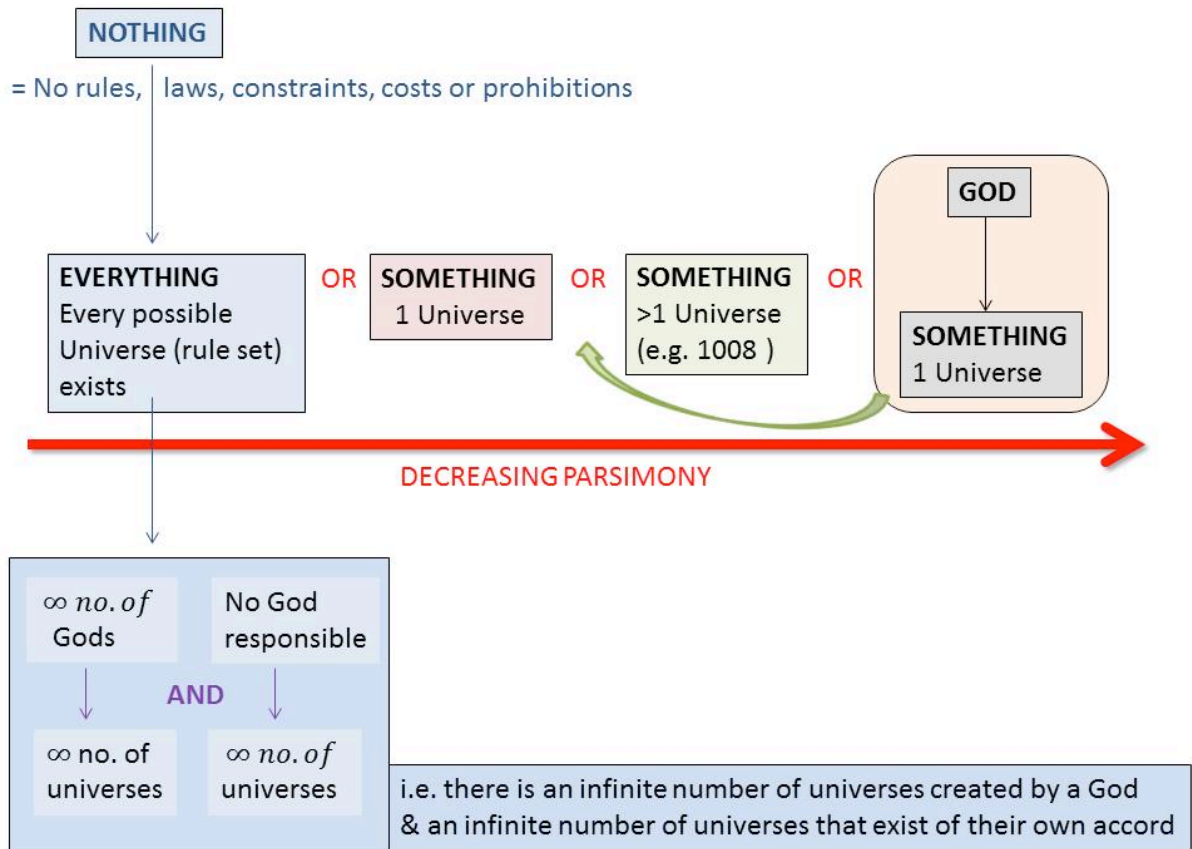 NOTHING
= No rules, laws, constraints, costs or prohibitions
EVERYTHING
Every possible
Universe (rule set)
exists
OR
SOMETHING
1 Universe
OR
SOMETHING
>1 Universe
(e.g. 1008 )
OR
GOD
SOMETHING
1 Universe
DECREASING PARSIMONY
∞ no. of
Gods
No God
responsible
AND
∞ no. of
universes
∞ no. of
universes
i.e. there is an infinite number of universes created by a God
& an infinite number of universes that exist of their own accord